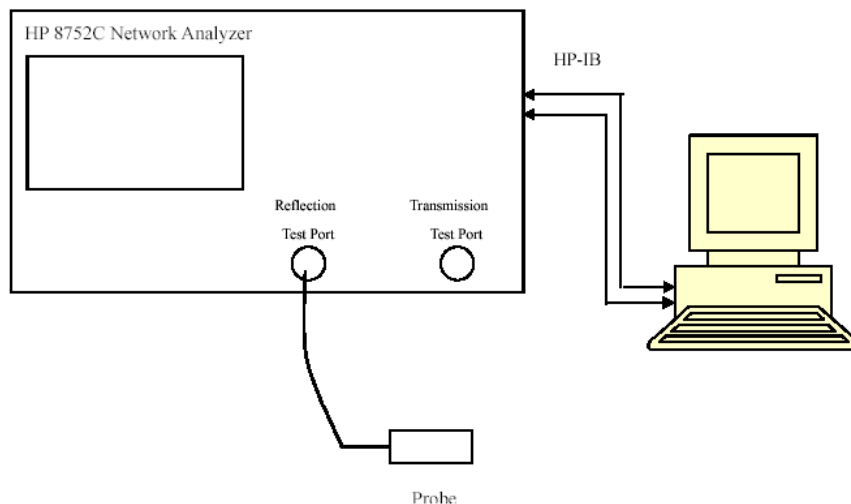 HP 8752C Network Analyzer
HP-IB
Reflection
Test Port
Transmission
Test Port
Probe